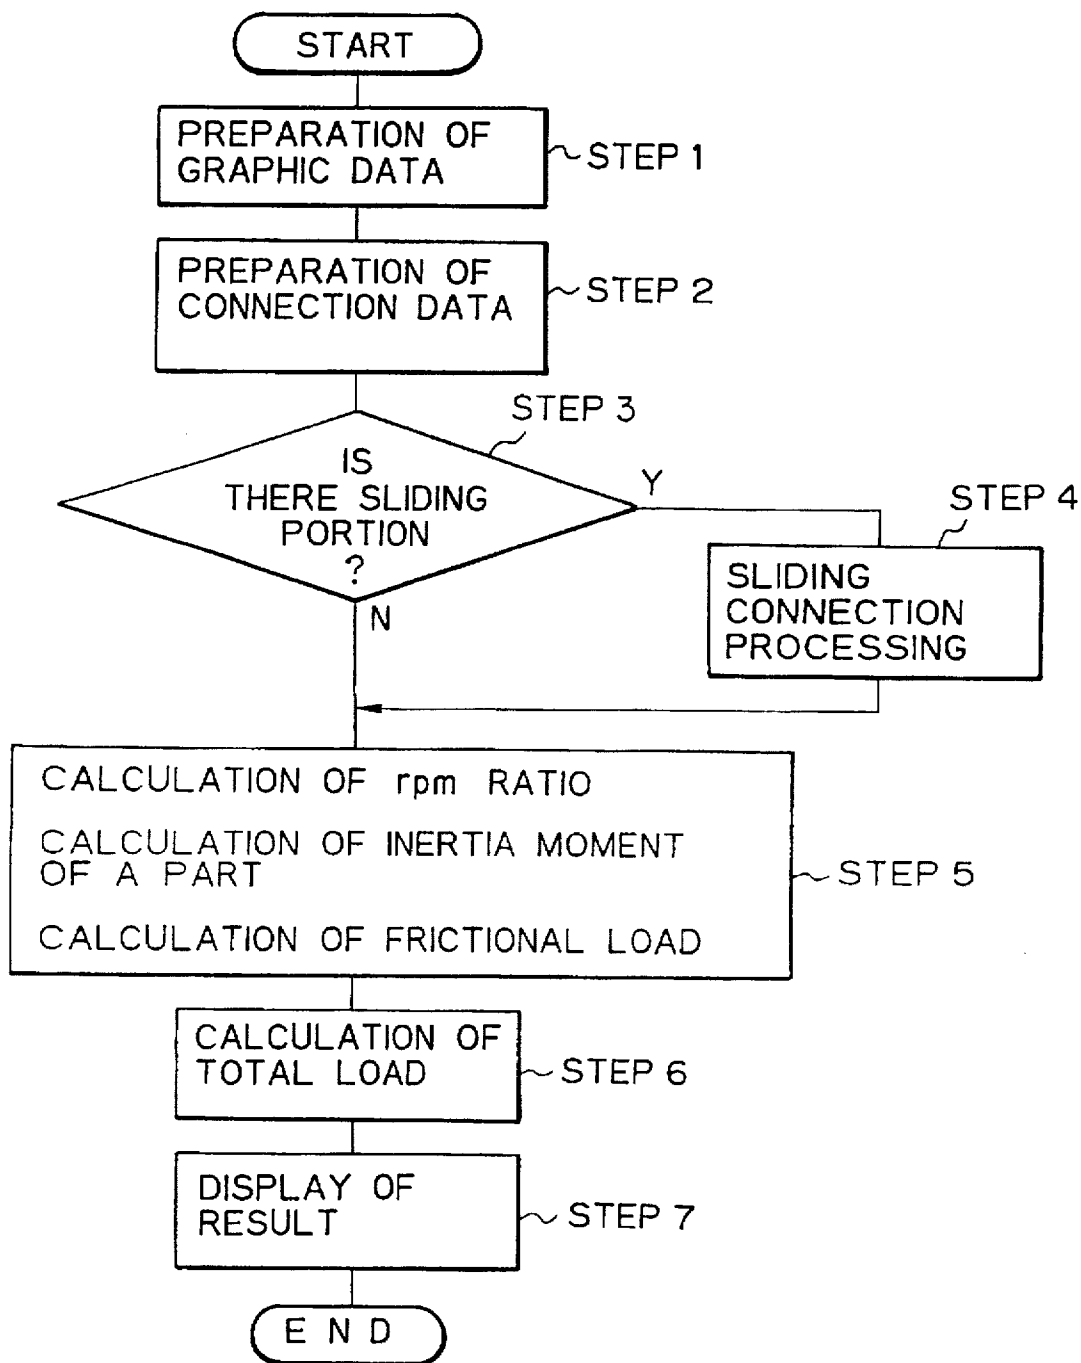 START
PREPARATION OF
GRAPHIC DATA
STEP 1
PREPARATION OF
CONNECTION DATA
STEP 2
STEP 3
IS
THERE SLIDING
PORTION
?
Y
N
STEP 4
SLIDING
CONNECTION
PROCESSING
CALCULATION OF rpm RATIO
CALCULATION OF INERTIA MOMENT
OF A PART
CALCULATION OF FRICTIONAL LOAD
STEP 5
CALCULATION OF
TOTAL LOAD
STEP 6
DISPLAY OF
RESULT
STEP 7
END